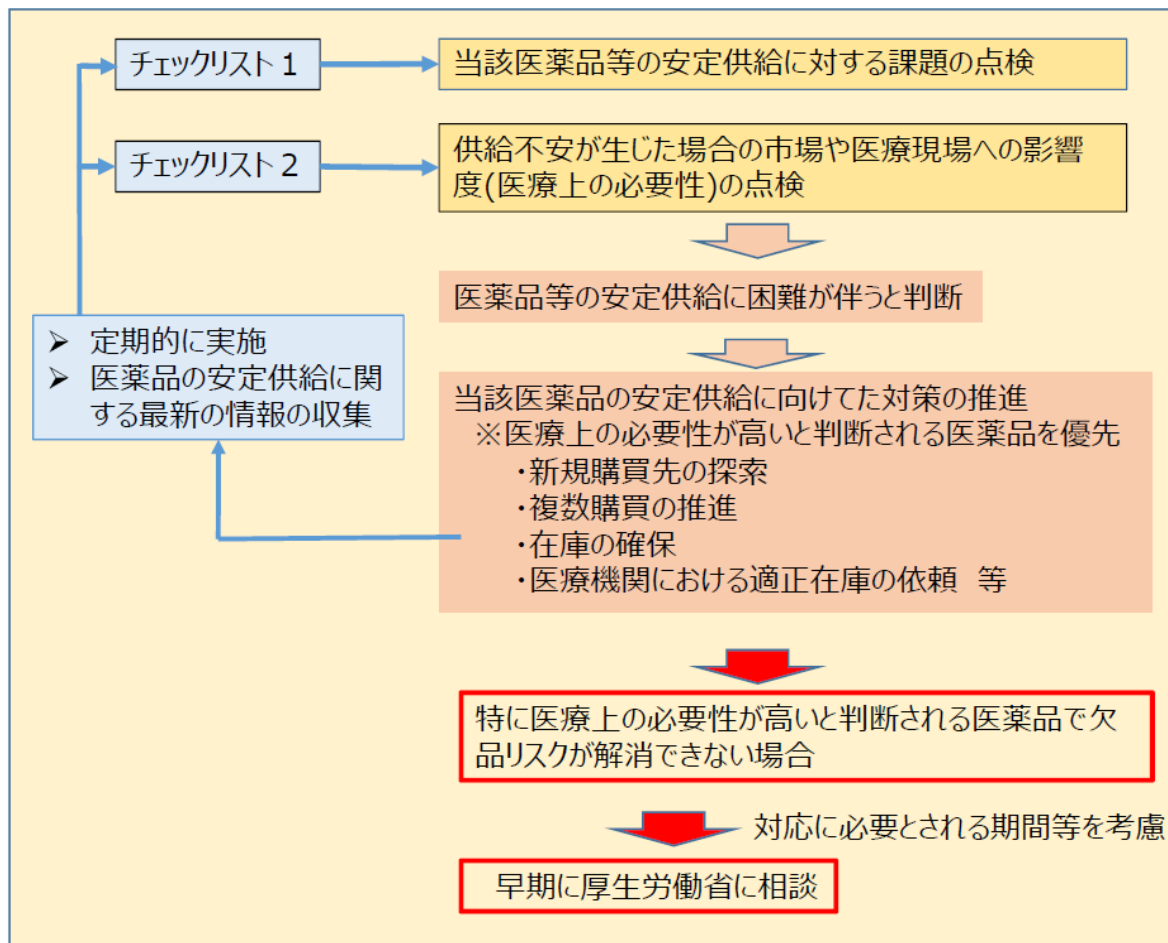 チェックリスト1
当該医薬品等の安定供給に対する課題の点検
チェックリスト2
供給不安が生じた場合の市場や医療現場への影響
度(医療上の必要性)の点検
医薬品等の安定供給に困難が伴うと判断
➢ 定期的に実施
➢ 医薬品の安定供給に関
する最新の情報の収集
当該医薬品の安定供給に向けてた対策の推進
※医療上の必要性が高いと判断される医薬品を優先
・新規購買先の探索
・複数購買の推進
・在庫の確保
・医療機関における適正在庫の依頼 等
特に医療上の必要性が高いと判断される医薬品で欠
品リスクが解消できない場合
対応に必要とされる期間等を考慮
早期に厚生労働省に相談